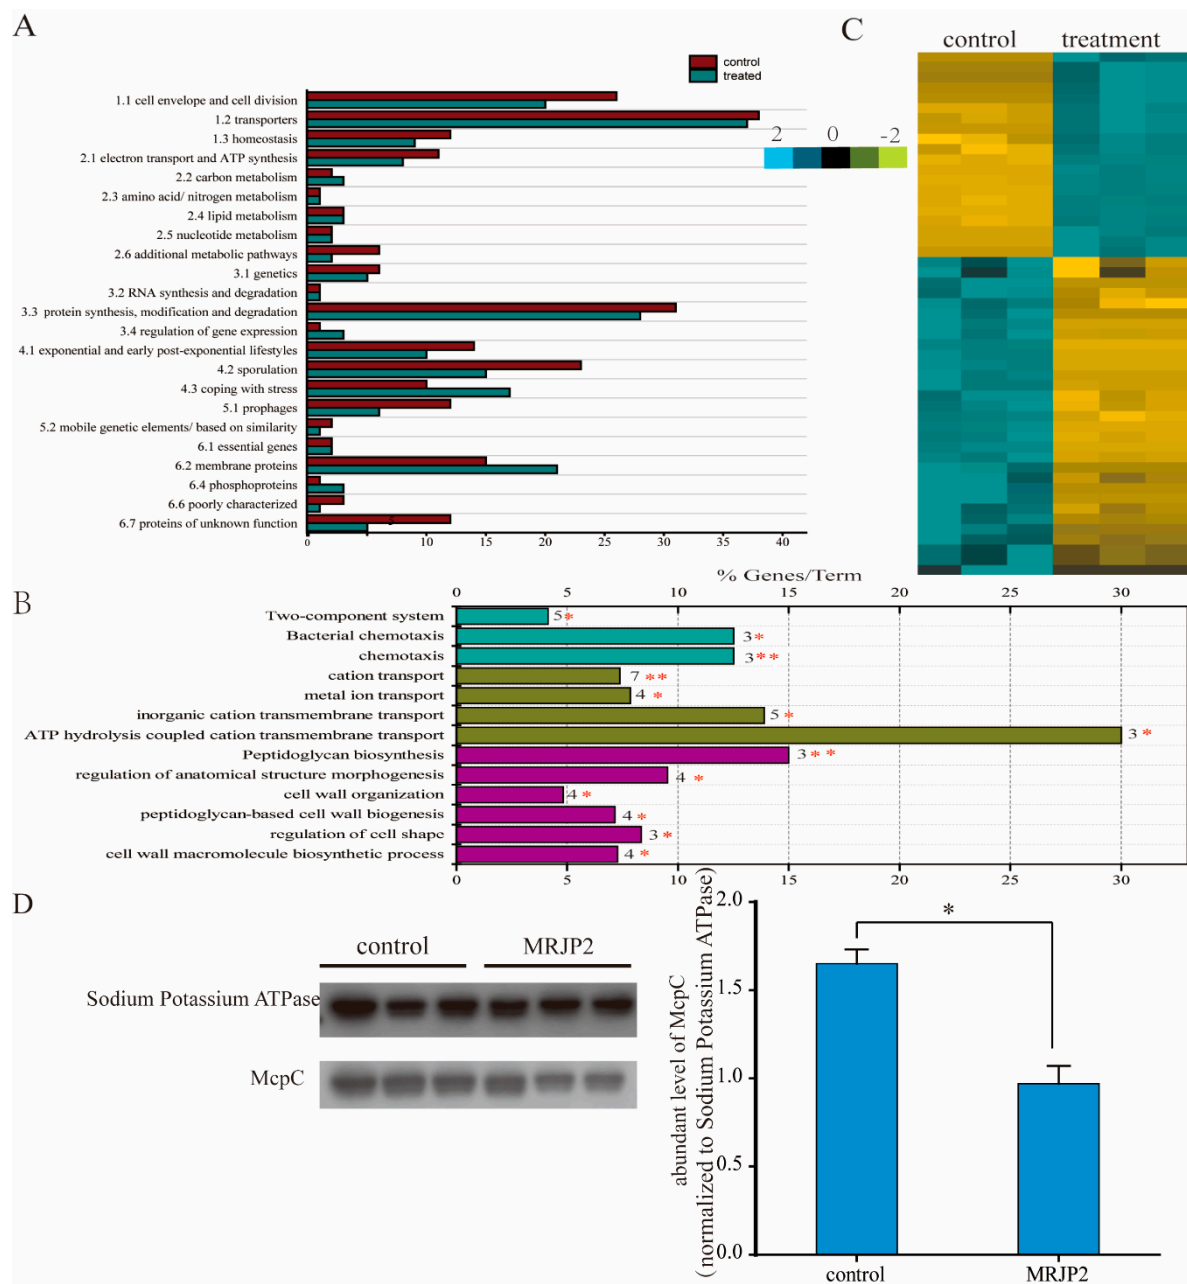 A
C
control treatment
control
treated
2 0 -2
1.1 cell envelope and cell division
1.2 transporters
1.3 homeostasis
2.1 electron transport and ATP synthesis
2.2 carbon metabolism
2.3 amino acid/ nitrogen metabolism
2.4 lipid metabolism
2.5 nucleotide metabolism
2.6 additional metabolic pathways
3.1 genetics
3.2 RNA synthesis and degradation
3.3 protein synthesis, modification and degradation
3.4 regulation of gene expression
4.1 exponential and early post-exponential lifestyles
4.2 sporulation
4.3 coping with stress
5.1 prophages
5.2 mobile genetic elements/ based on similarity
6.1 essential genes
6.2 membrane proteins
6.4 phosphoproteins
6.6 poorly characterized
6.7 proteins of unknown function
0 10 20 30 40
B
% Genes/Term
0 5 10 15 20 25 30
Two-component system 5 *
Bacterial chemotaxis 3 *
chemotaxis 3 **
cation transport 7 **
metal ion transport 4 *
inorganic cation transmembrane transport 5 *
ATP hydrolysis coupled cation transmembrane transport 3 *
Peptidoglycan biosynthesis 3 * *
regulation of anatomical structure morphogenesis 4 *
cell wall organization 4 *
peptidoglycan-based cell wall biogenesis 4 *
regulation of cell shape 3 *
cell wall macromolecule biosynthetic process 4 *
0 5 10 15 20 25 30
D
control MRJP2
Sodium Potassium ATPase
McpC
abundant level of McpC
(normalized to Sodium Potassium ATPase)
2.0
1.5
1.0
0.5
0.0
*
control MRJP2